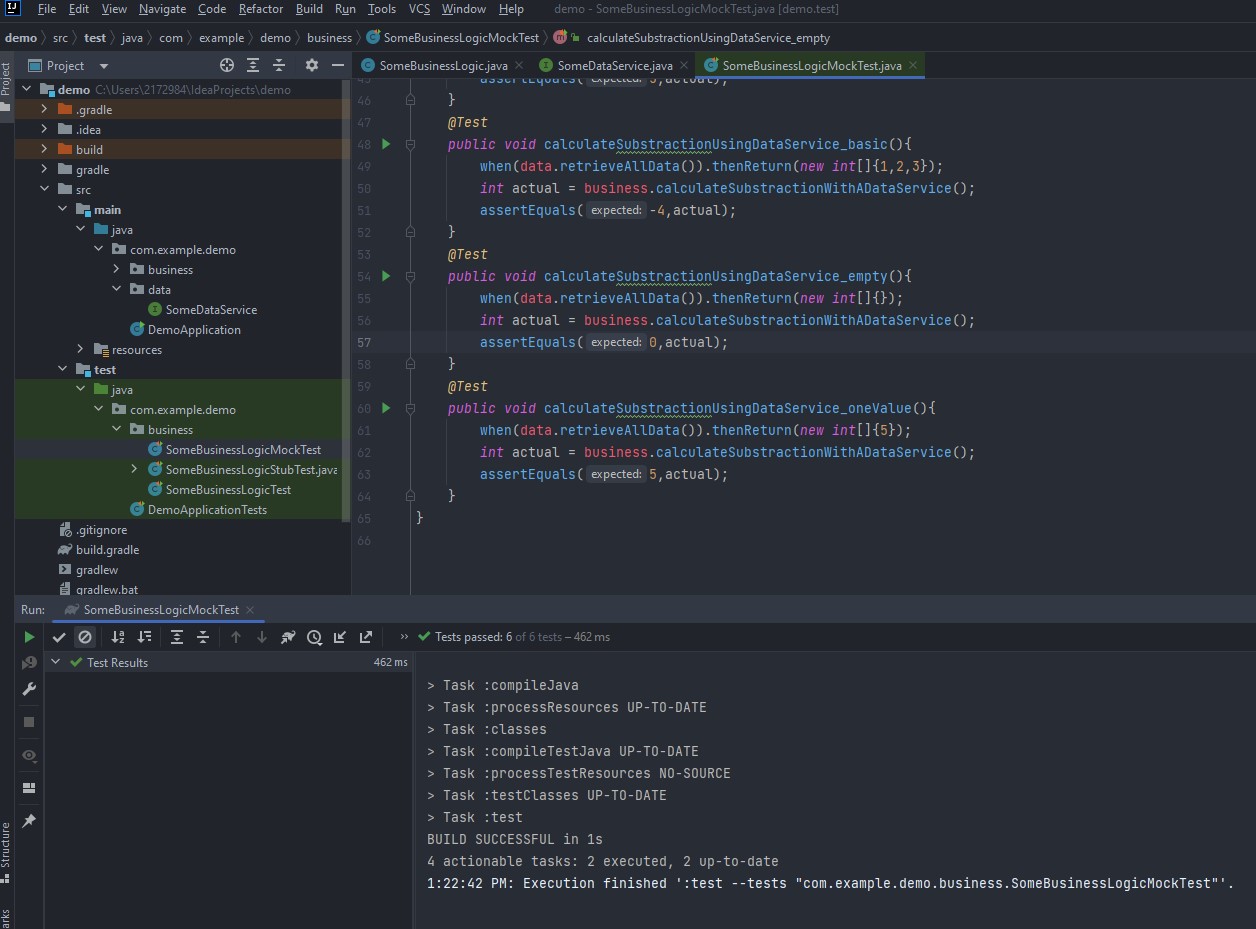 File Edit View Navigate Code Refactor Build Run Tools VCS Window Help demo - SomeBusinessLogicMockTest.java [demo.test]
demo src test java com example demo business SomeBusinessLogicMockTest calculateSubstractionUsingDataService_empty
Project
Project
SomeBusinessLogic.java SomeDataService.java SomeBusinessLogicMockTest.java
demo C:\Users\2172984\IdeaProjects\demo
.gradle
.idea
build
gradle
src
main
java
com.example.demo
business
data
SomeDataService
DemoApplication
resources
test
java
com.example.demo
business
SomeBusinessLogicMockTest
SomeBusinessLogicStubTest.java
SomeBusinessLogicTest
DemoApplicationTests
.gitignore
build.gradle
gradlew
gradlew.bat
45 assertEquals( expected: 5,actual);
46 }
47 @Test
48 public void calculateSubstractionUsingDataService_basic(){
49 when(data.retrieveAllData()).thenReturn(new int[]{1,2,3});
50 int actual = business.calculateSubstractionWithADataService();
51 assertEquals( expected: -4,actual);
52 }
53 @Test
54 public void calculateSubstractionUsingDataService_empty(){
55 when(data.retrieveAllData()).thenReturn(new int[]{});
56 int actual = business.calculateSubstractionWithADataService();
57 assertEquals( expected: 0,actual);
58 }
59 @Test
60 public void calculateSubstractionUsingDataService_oneValue(){
61 when(data.retrieveAllData()).thenReturn(new int[]{5});
62 int actual = business.calculateSubstractionWithADataService();
63 assertEquals( expected: 5,actual);
64 }
65 }
66
Run: SomeBusinessLogicMockTest
Tests passed: 6 of 6 tests – 462 ms
Test Results 462 ms
> Task :compileJava
> Task :processResources UP-TO-DATE
> Task :classes
> Task :compileTestJava UP-TO-DATE
> Task :processTestResources NO-SOURCE
> Task :testClasses UP-TO-DATE
> Task :test
BUILD SUCCESSFUL in 1s
4 actionable tasks: 2 executed, 2 up-to-date
1:22:42 PM: Execution finished ':test --tests "com.example.demo.business.SomeBusinessLogicMockTest"'.
Structure
arks